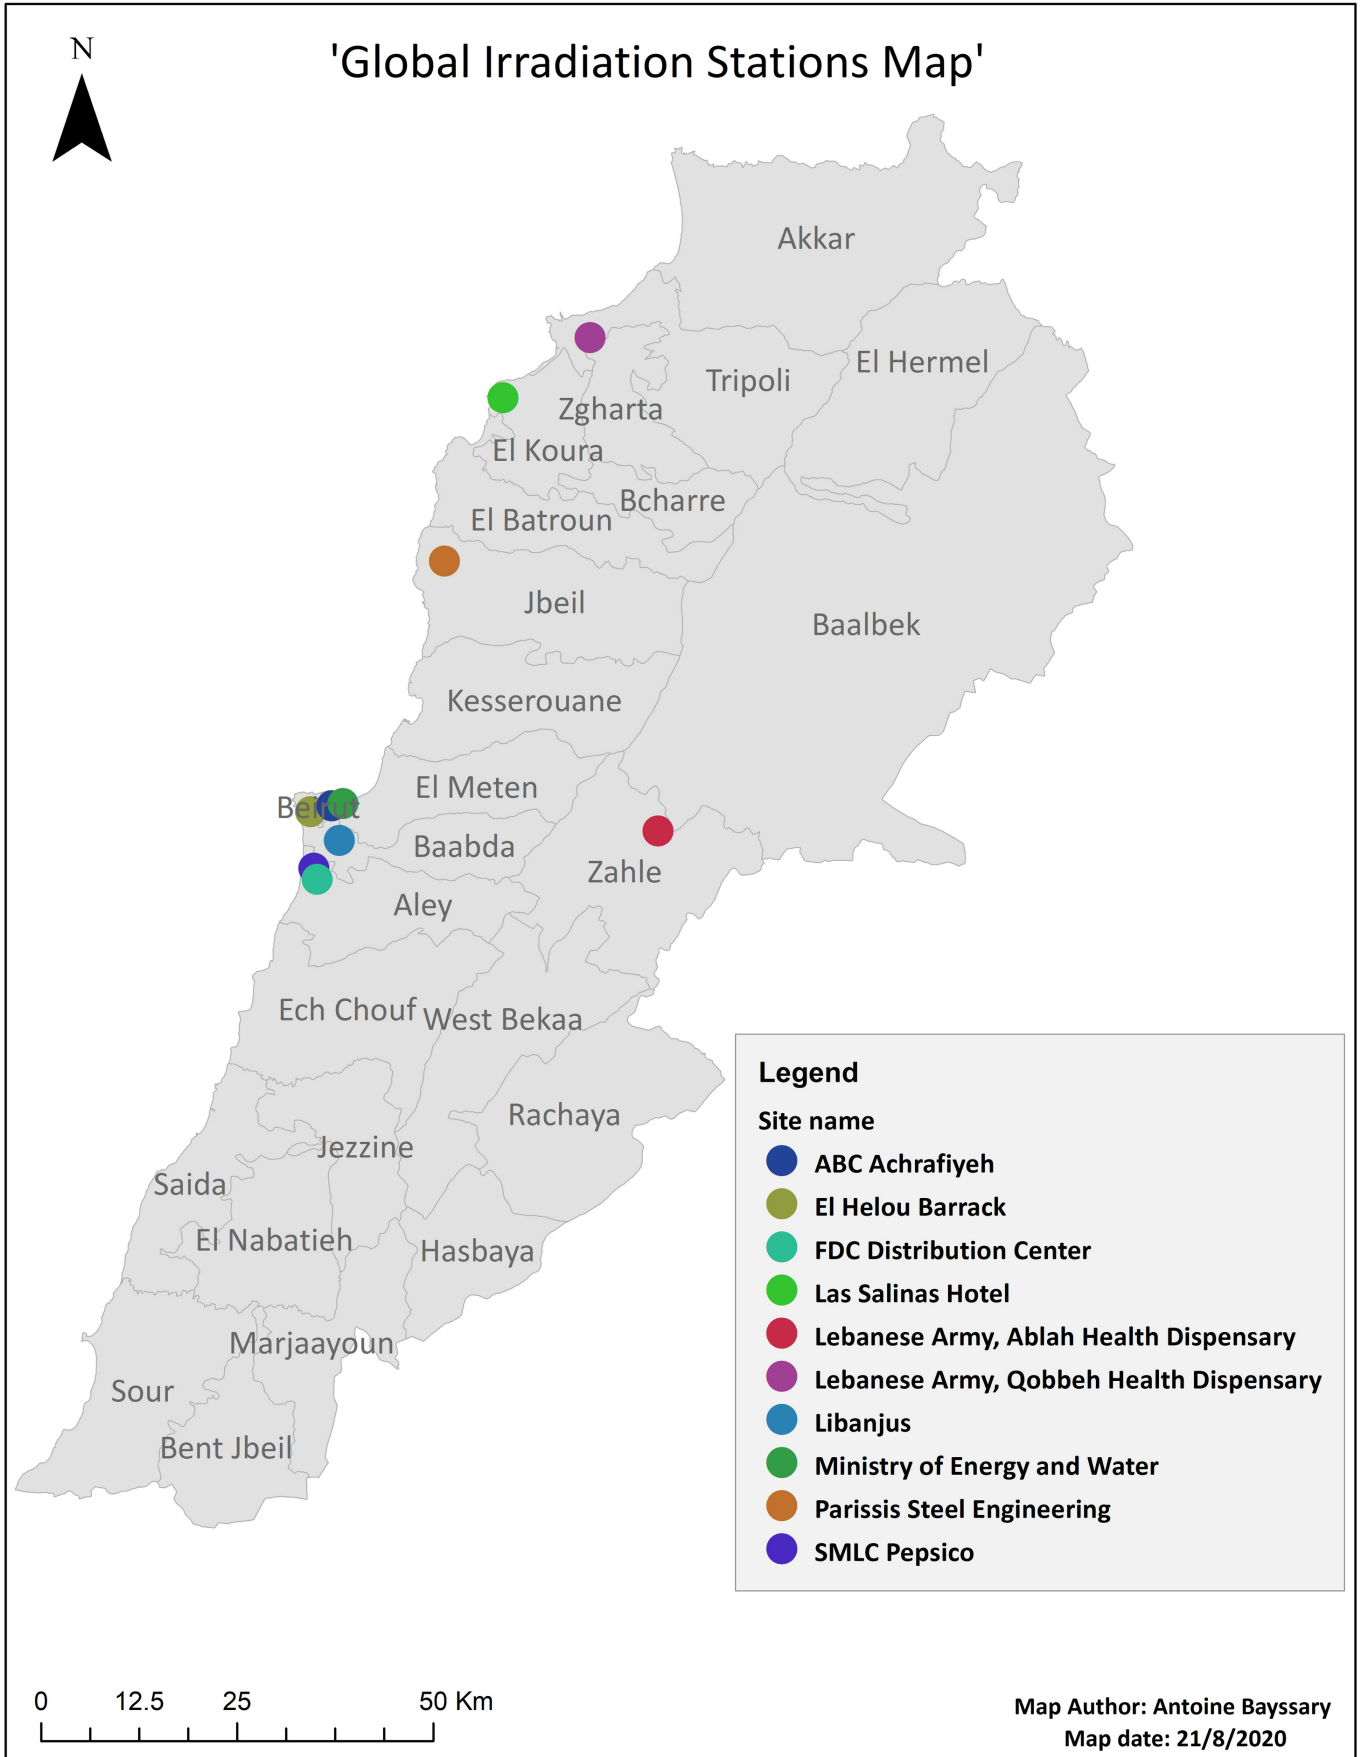 N
'Global Irradiation Stations Map'
Akkar
El Hermel
Tripoli
Zgharta
El Koura
Bcharre
El Batroun
Jbeil
Baalbek
Kesserouane
El Meten
Beirut
Baabda
Zahle
Aley
Ech Chouf
West Bekaa
Rachaya
Jezzine
Saida
El Nabatieh
Hasbaya
Marjaayoun
Sour
Bent Jbeil
Legend
Site name
ABC Achrafiyeh
El Helou Barrack
FDC Distribution Center
Las Salinas Hotel
Lebanese Army, Ablah Health Dispensary
Lebanese Army, Qobbeh Health Dispensary
Libanjus
Ministry of Energy and Water
Parissis Steel Engineering
SMLC Pepsico
0 12.5 25 50 Km
Map Author: Antoine Bayssary
Map date: 21/8/2020